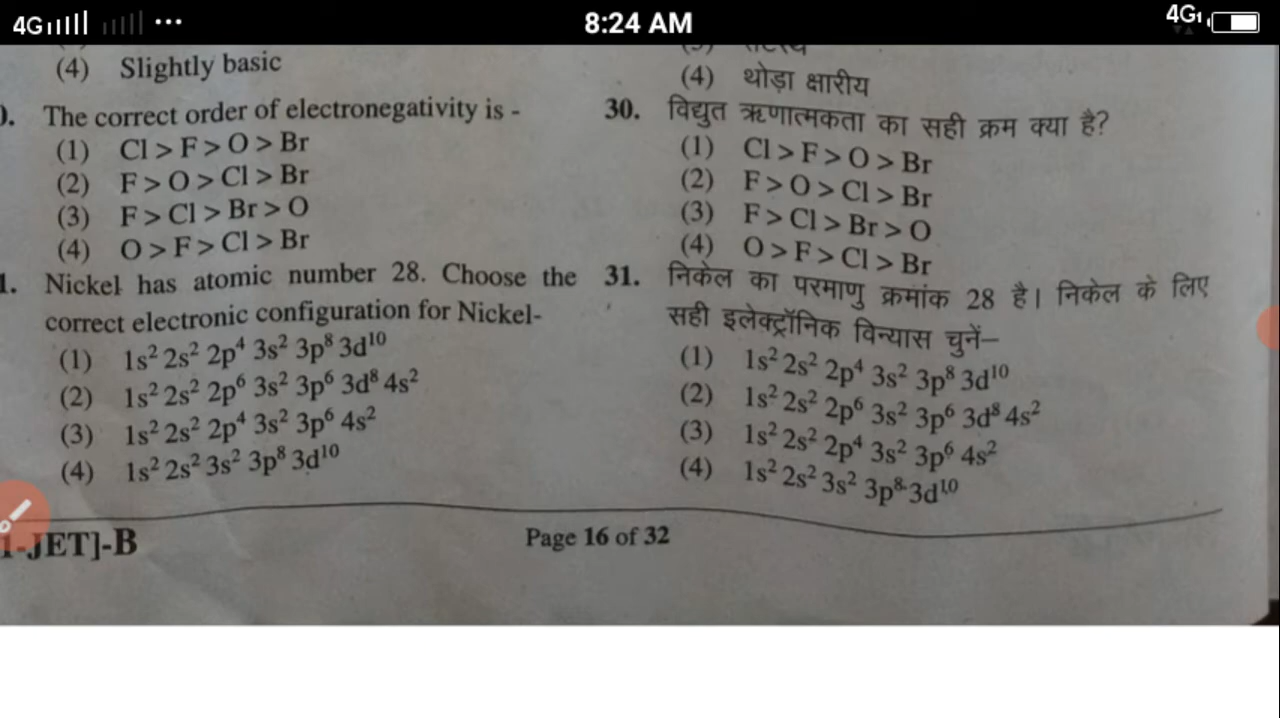 4G ... 8:24 AM 4G
(4) Slightly basic
0. The correct order of electronegativity is -
(1) Cl > F > O > Br
(2) F > O > Cl > Br
(3) F > Cl > Br > O
(4) O > F > Cl > Br
1. Nickel has atomic number 28. Choose the
correct electronic configuration for Nickel-
(1) 1s² 2s² 2p⁴ 3s² 3p⁸ 3d¹⁰
(2) 1s² 2s² 2p⁶ 3s² 3p⁶ 3d⁸ 4s²
(3) 1s² 2s² 2p⁴ 3s² 3p⁶ 4s²
(4) 1s² 2s² 3s² 3p⁸ 3d¹⁰
(4) थोड़ा क्षारीय
30. विद्युत ऋणात्मकता का सही क्रम क्या है?
(1) Cl > F > O > Br
(2) F > O > Cl > Br
(3) F > Cl > Br > O
(4) O > F > Cl > Br
31. निकेल का परमाणु क्रमांक 28 है। निकेल के लिए
सही इलेक्ट्रॉनिक विन्यास चुनें–
(1) 1s² 2s² 2p⁴ 3s² 3p⁸ 3d¹⁰
(2) 1s² 2s² 2p⁶ 3s² 3p⁶ 3d⁸ 4s²
(3) 1s² 2s² 2p⁴ 3s² 3p⁶ 4s²
(4) 1s² 2s² 3s² 3p⁸ 3d¹⁰
-JET]-B Page 16 of 32